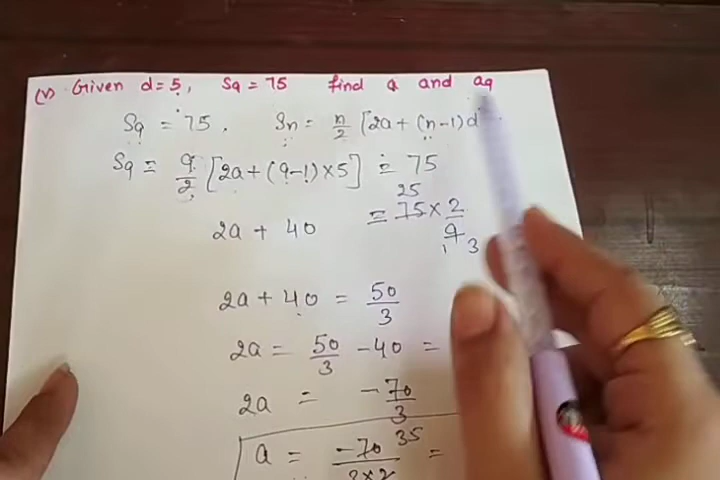 (v) Given d=5, S9 = 75 find a and a9
S9 = 75. Sn = n/2 [2a + (n-1)d
S9 = 9/2 [2a + (9-1)×5] = 75
2a + 40 = 75 × 2/9
25
3
2a + 40 = 50/3
2a = 50/3 - 40 =
2a = -70/3
a = -70/3×2 =
35